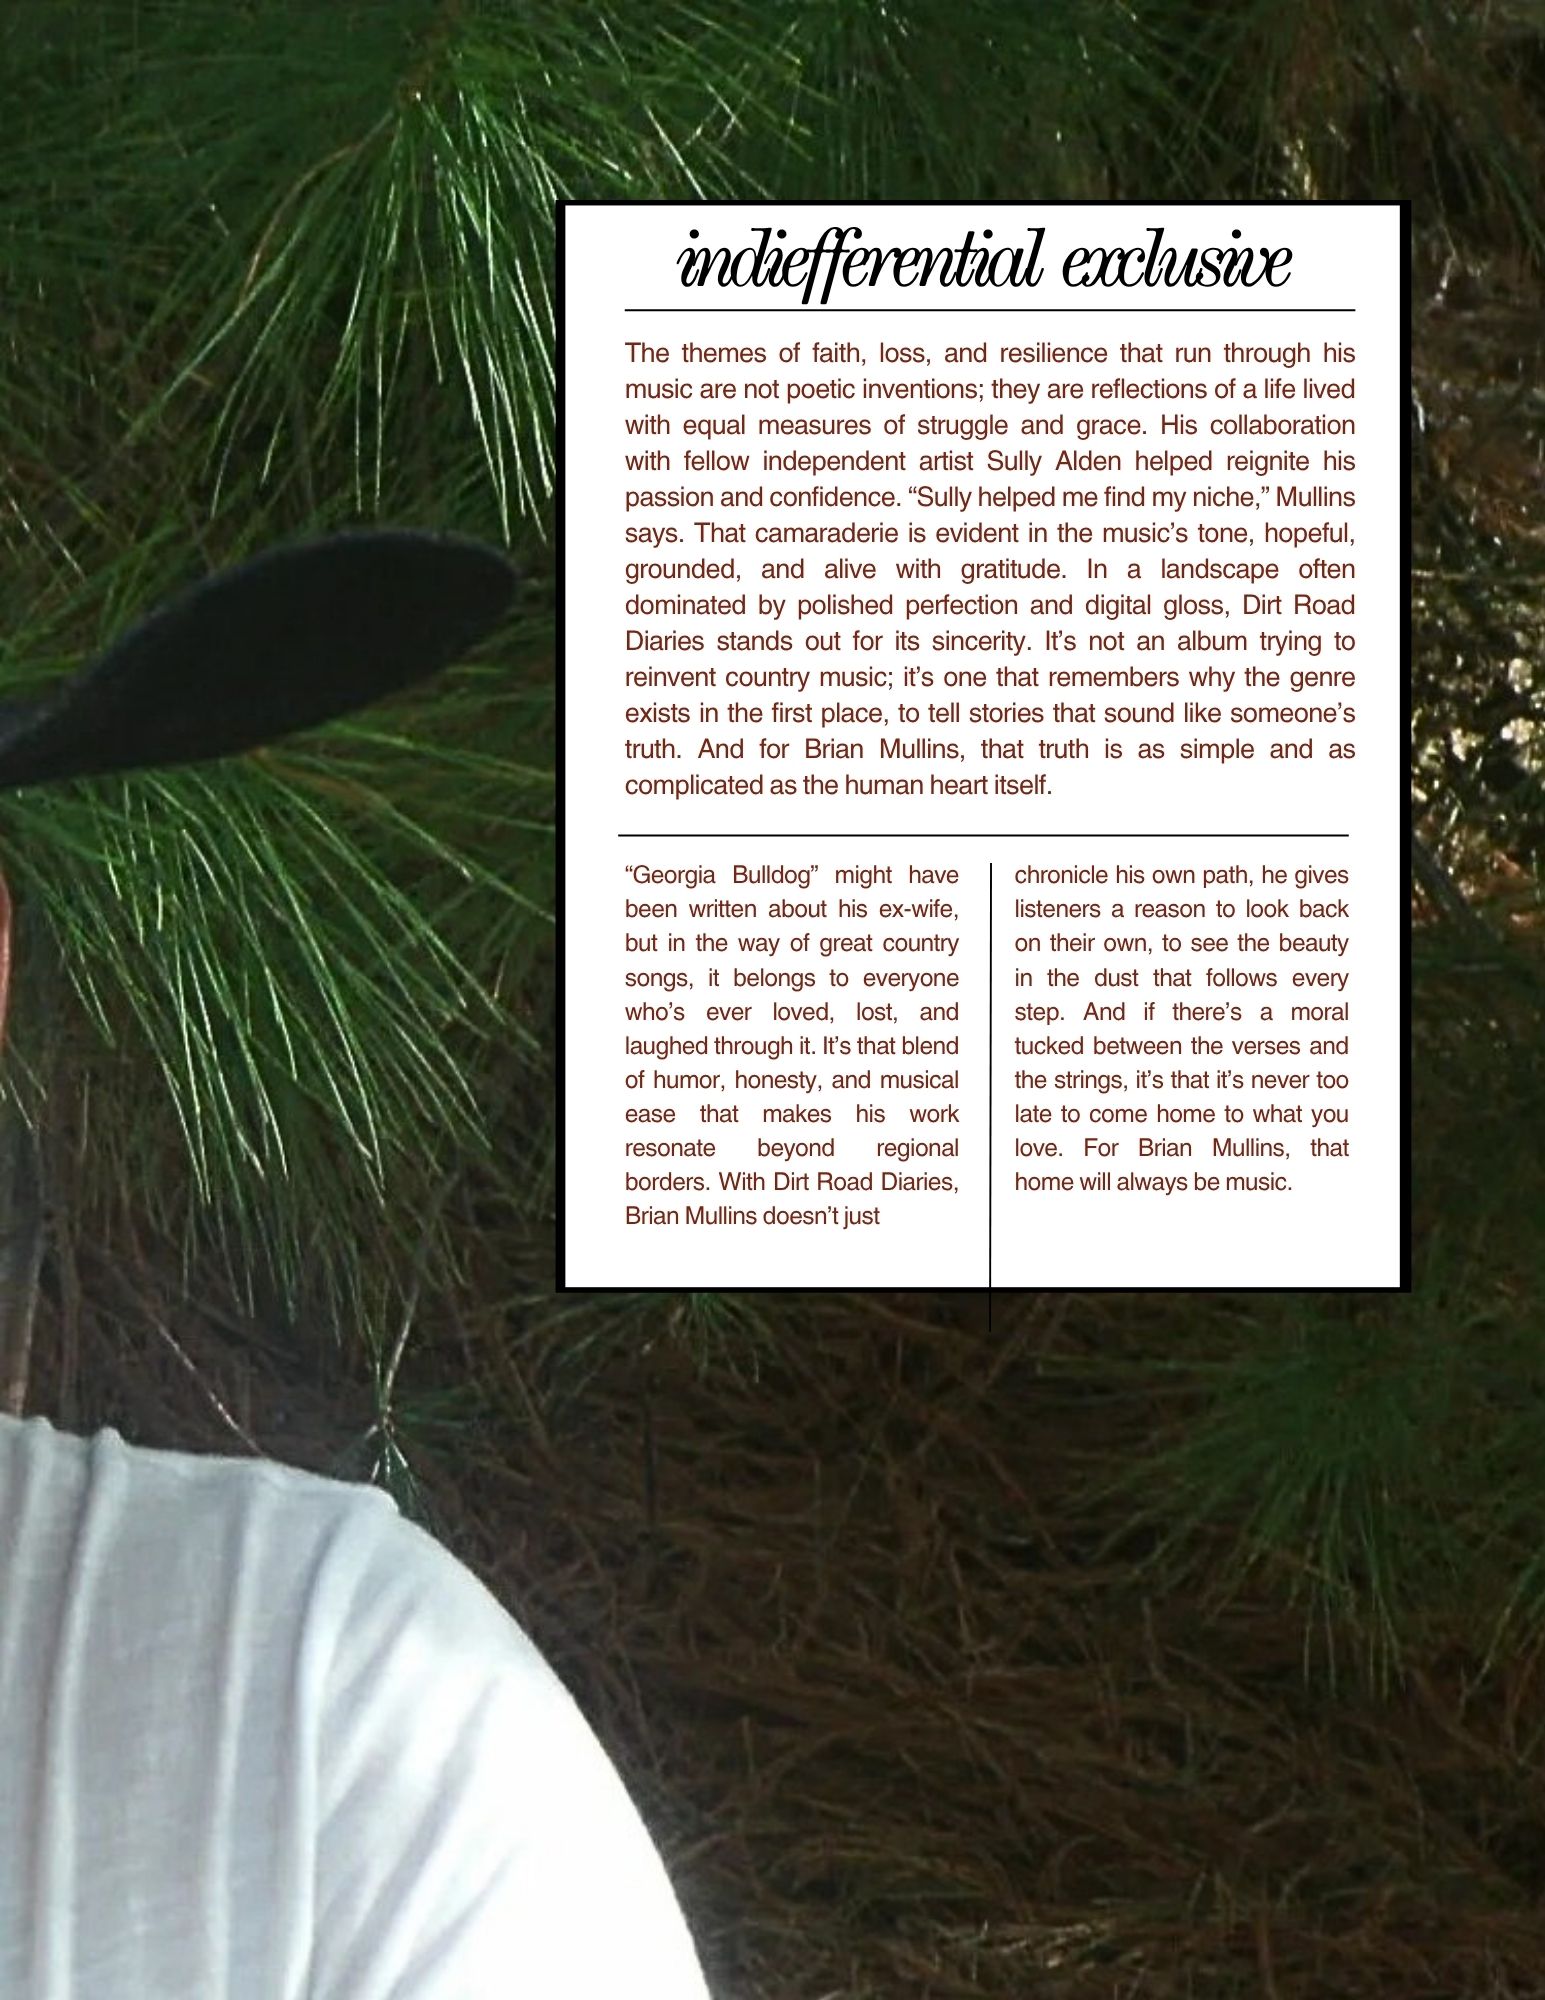 indiefferential exclusive
The themes of faith, loss, and resilience that run through his
music are not poetic inventions; they are reflections of a life lived
with equal measures of struggle and grace. His collaboration
with fellow independent artist Sully Alden helped reignite his
passion and confidence. “Sully helped me find my niche,” Mullins
says. That camaraderie is evident in the music’s tone, hopeful,
grounded, and alive with gratitude. In a landscape often
dominated by polished perfection and digital gloss, Dirt Road
Diaries stands out for its sincerity. It’s not an album trying to
reinvent country music; it’s one that remembers why the genre
exists in the first place, to tell stories that sound like someone’s
truth. And for Brian Mullins, that truth is as simple and as
complicated as the human heart itself.
“Georgia Bulldog” might have
been written about his ex-wife,
but in the way of great country
songs, it belongs to everyone
who’s ever loved, lost, and
laughed through it. It’s that blend
of humor, honesty, and musical
ease that makes his work
resonate beyond regional
borders. With Dirt Road Diaries,
Brian Mullins doesn’t just
chronicle his own path, he gives
listeners a reason to look back
on their own, to see the beauty
in the dust that follows every
step. And if there’s a moral
tucked between the verses and
the strings, it’s that it’s never too
late to come home to what you
love. For Brian Mullins, that
home will always be music.